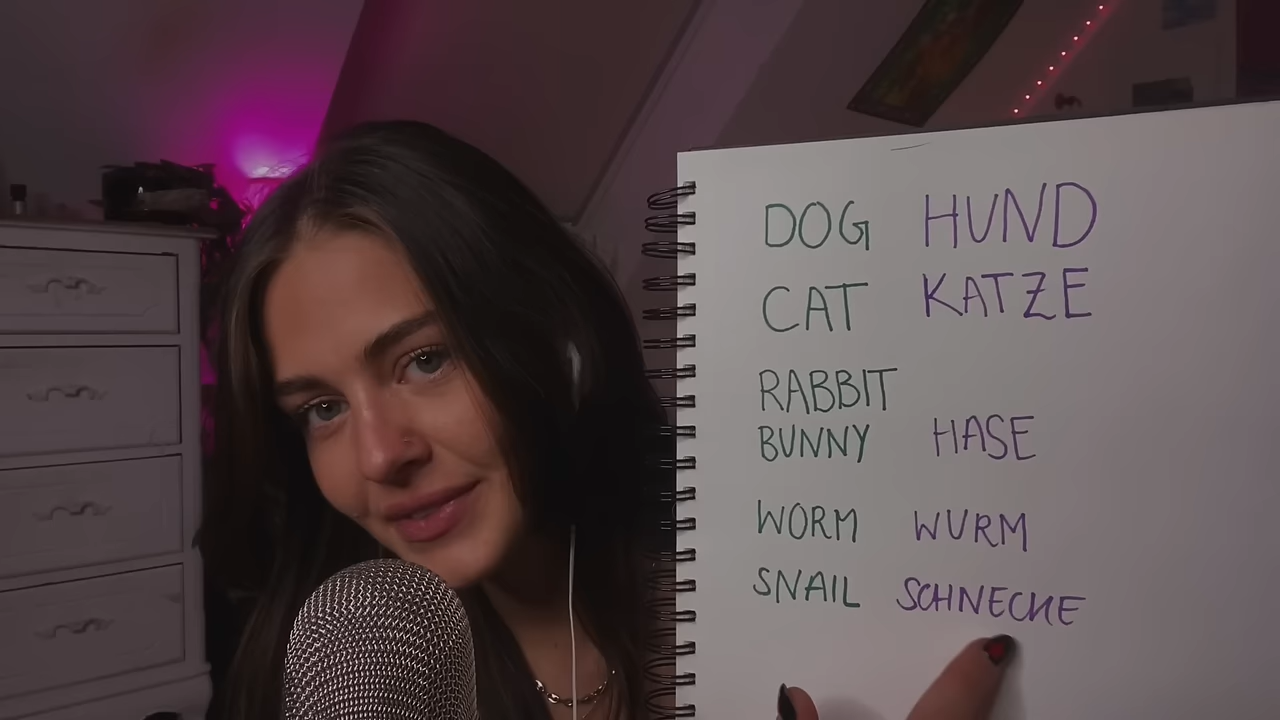 DOG HUND
CAT KATZE
RABBIT
BUNNY HASE
WORM WURM
SNAIL SCHNECKE